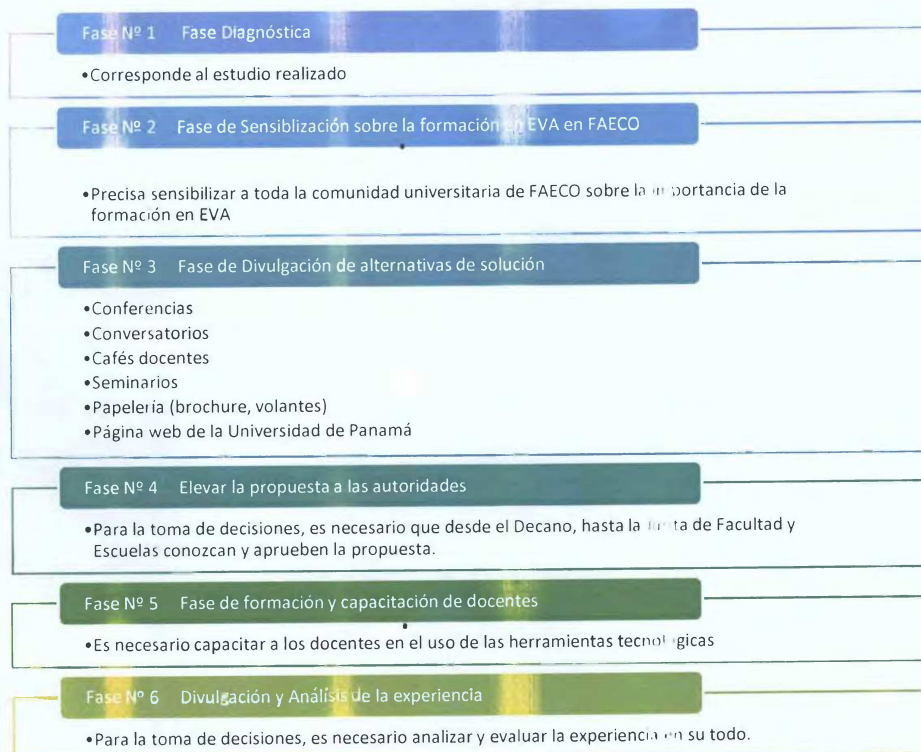 Fase Nº 1 Fase Diagnóstica
•Corresponde al estudio realizado
Fase Nº 2 Fase de Sensiblización sobre la formación en EVA en FAECO
•Precisa sensibilizar a toda la comunidad universitaria de FAECO sobre la importancia de la
formación en EVA
Fase Nº 3 Fase de Divulgación de alternativas de solución
•Conferencias
•Conversatorios
•Cafés docentes
•Seminarios
•Papelería (brochure, volantes)
•Página web de la Universidad de Panamá
Fase Nº 4 Elevar la propuesta a las autoridades
•Para la toma de decisiones, es necesario que desde el Decano, hasta la Junta de Facultad y
Escuelas conozcan y aprueben la propuesta.
Fase Nº 5 Fase de formación y capacitación de docentes
•Es necesario capacitar a los docentes en el uso de las herramientas tecnológicas
Fase Nº 6 Divulgación y Análisis de la experiencia
•Para la toma de decisiones, es necesario analizar y evaluar la experiencia en su todo.